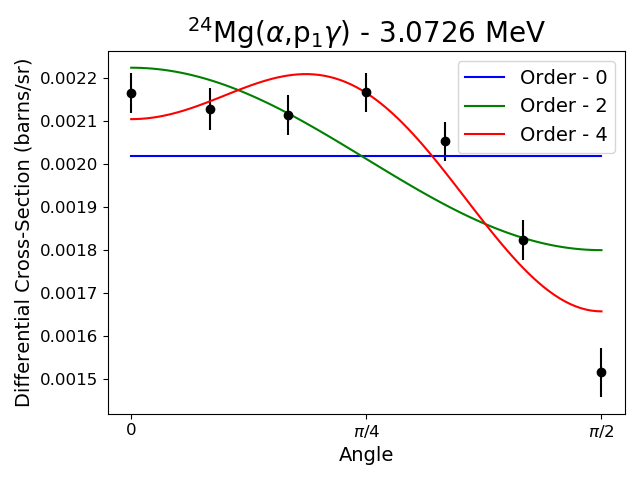 ²⁴Mg(α,p₁γ) - 3.0726 MeV
Differential Cross-Section (barns/sr)
0.0022
0.0021
0.0020
0.0019
0.0018
0.0017
0.0016
0.0015
Order - 0
Order - 2
Order - 4
0 π/4 π/2
Angle